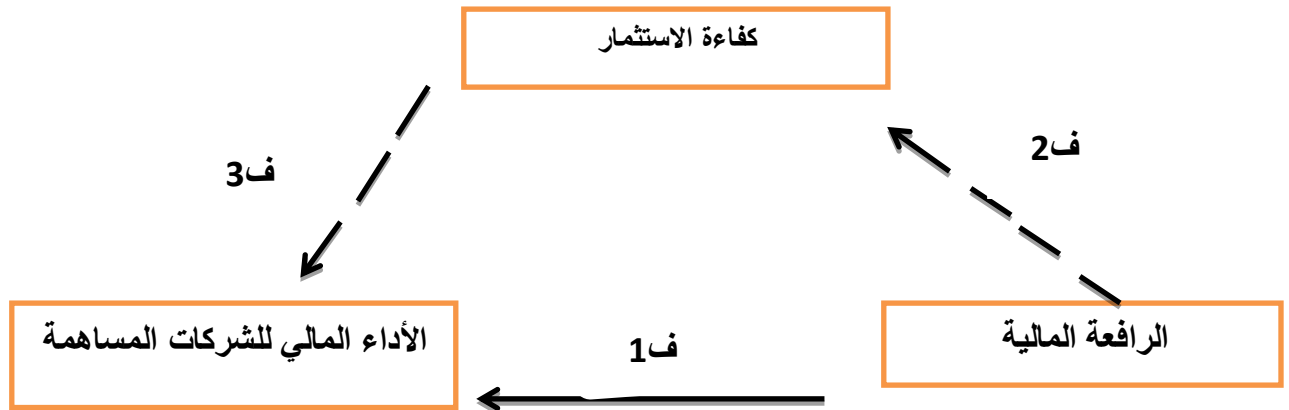 كفاءة الاستثمار
ف2
ف3
الرافعة المالية
ف1
الأداء المالي للشركات المساهمة